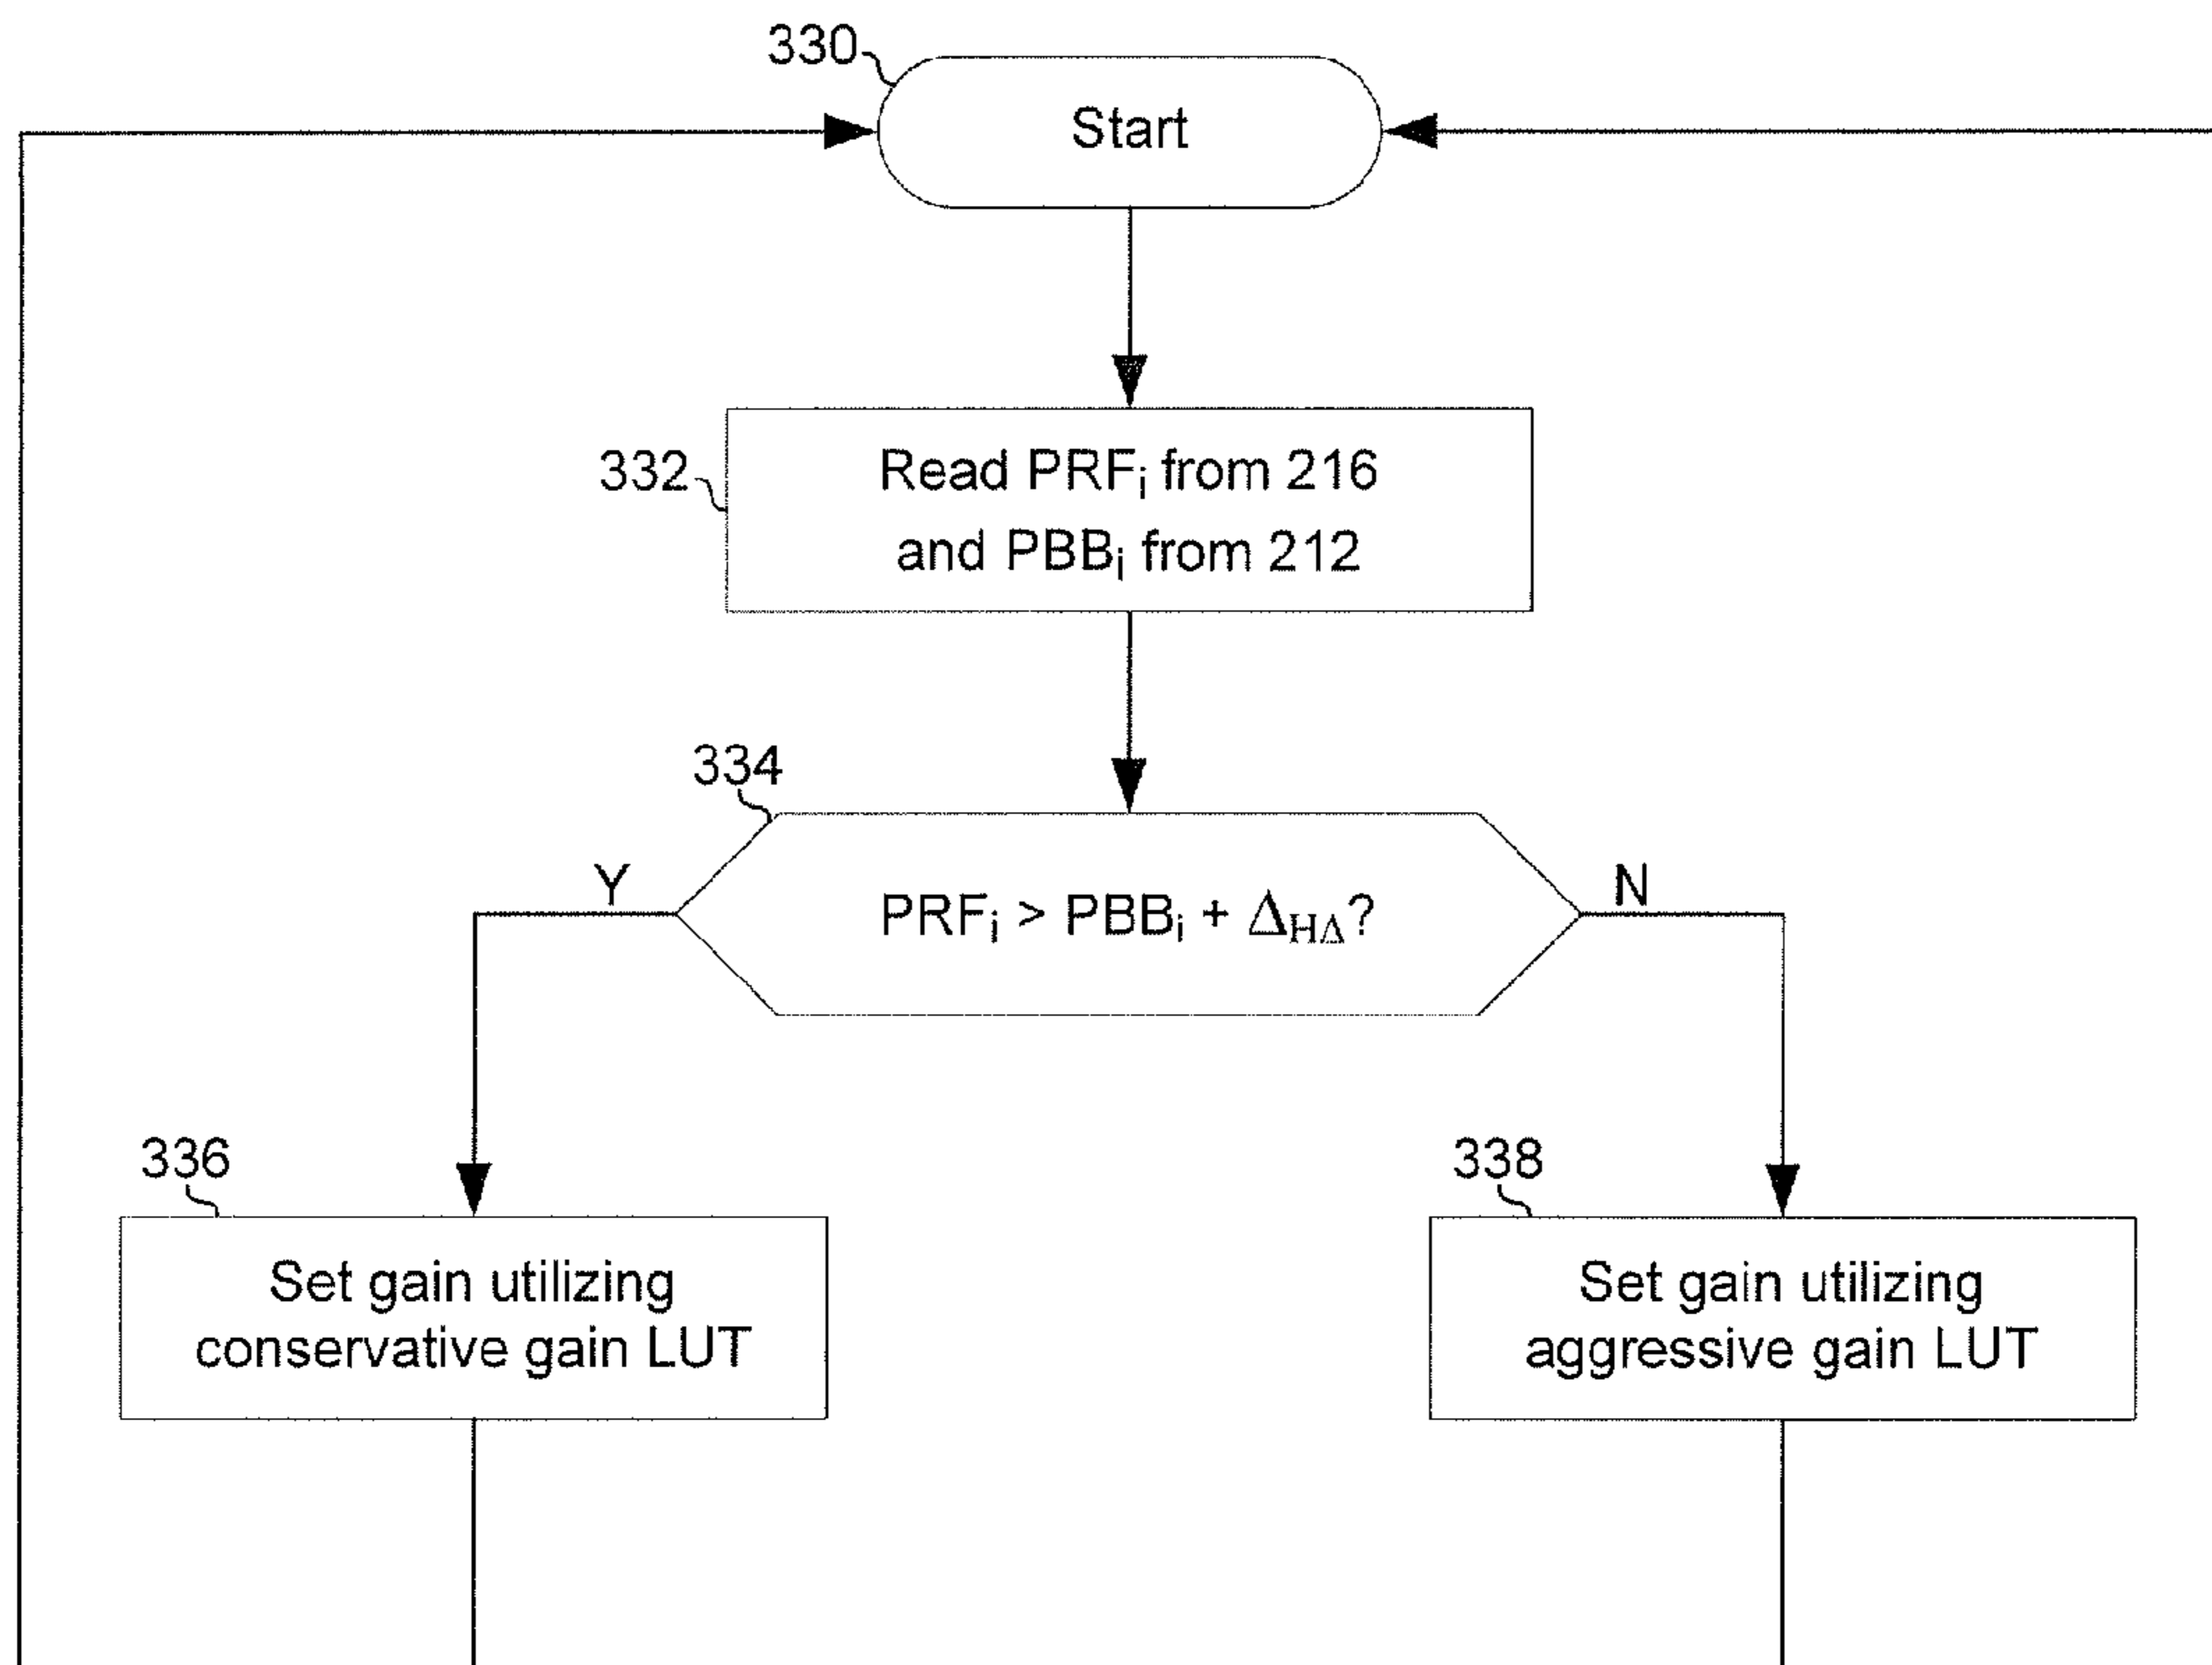 330
Start
332
Read PRFi from 216
and PBBi from 212
334
Y
PRFi > PBBi + ΔHΔ?
N
336
Set gain utilizing
conservative gain LUT
338
Set gain utilizing
aggressive gain LUT